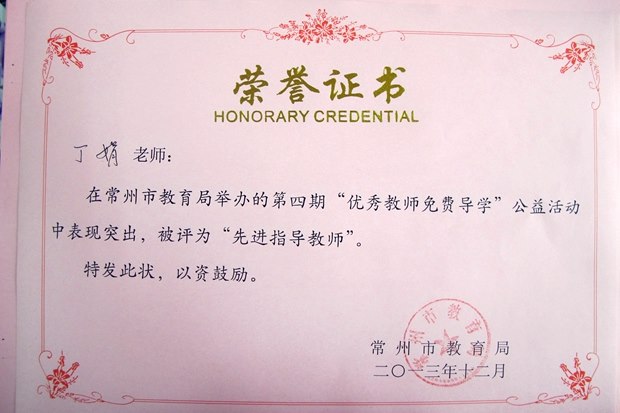 荣誉证书
HONORARY CREDENTIAL
丁娟 老师：
在常州市教育局举办的第四期“优秀教师免费导学”公益活动
中表现突出，被评为“先进指导教师”。
特发此状，以资鼓励。
常州市教育局
二〇一三年十二月